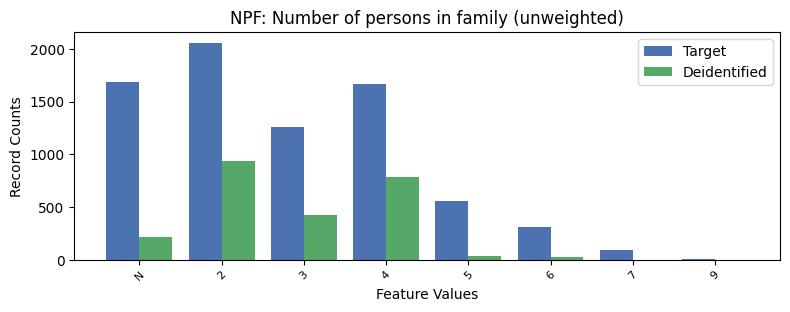 NPF: Number of persons in family (unweighted)
Target
Deidentified
Record Counts
2000
1500
1000
500
0
N 2 3 4 5 6 7 9
Feature Values